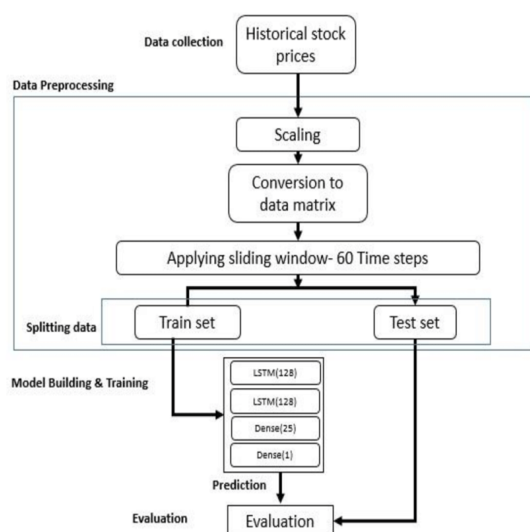 Data collection
Historical stock
prices
Data Preprocessing
Scaling
Conversion to
data matrix
Applying sliding window- 60 Time steps
Splitting data
Train set
Test set
Model Building & Training
LSTM(128)
LSTM(128)
Dense(25)
Dense(1)
Prediction
Evaluation
Evaluation